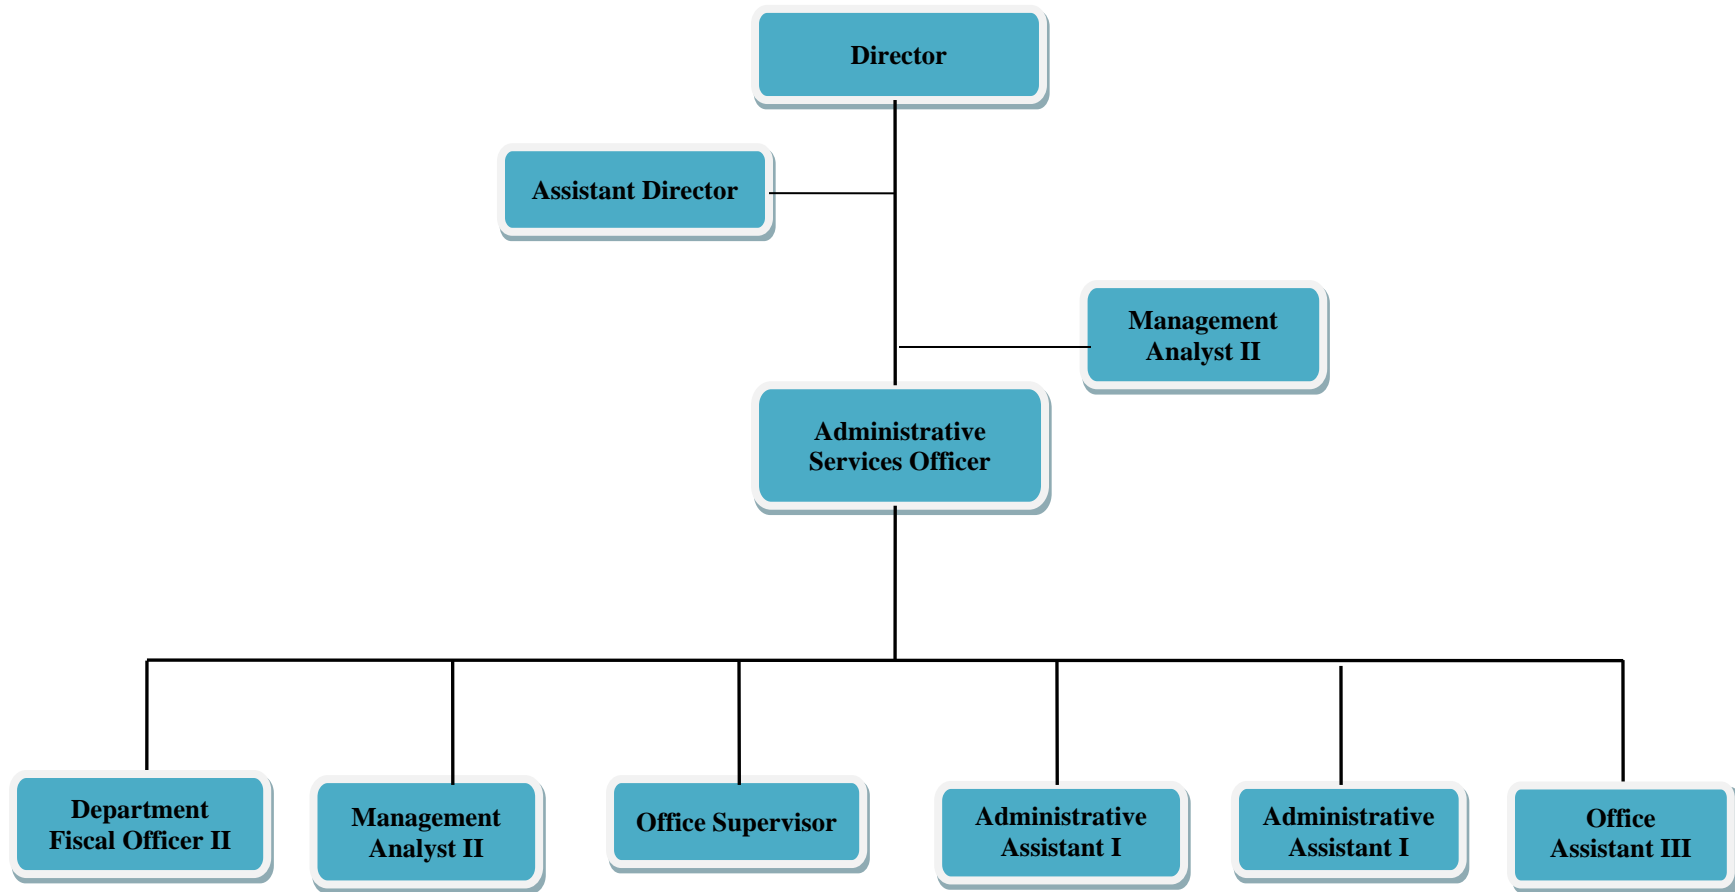 Director
Assistant Director
Management
Analyst II
Administrative
Services Officer
Department
Fiscal Officer II
Management
Analyst II
Office Supervisor
Administrative
Assistant I
Administrative
Assistant I
Office
Assistant III